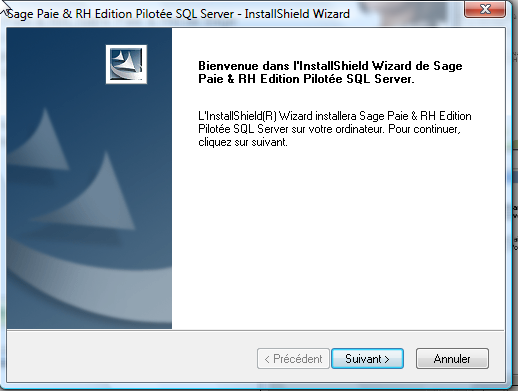 Sage Paie & RH Edition Pilotée SQL Server - InstallShield Wizard
Bienvenue dans l'InstallShield Wizard de Sage
Paie & RH Edition Pilotée SQL Server.
L'InstallShield(R) Wizard installera Sage Paie & RH Edition
Pilotée SQL Server sur votre ordinateur. Pour continuer,
cliquez sur suivant.
< Précédent
Suivant >
Annuler